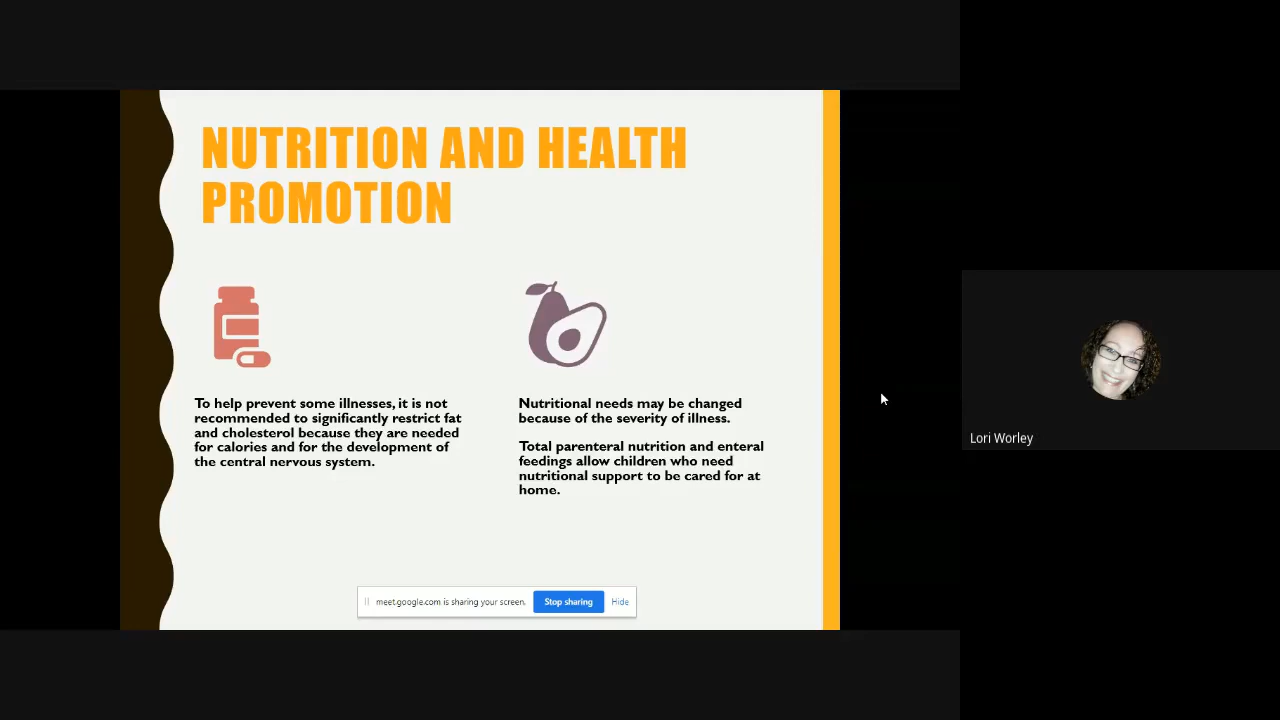 NUTRITION AND HEALTH
PROMOTION
To help prevent some illnesses, it is not
recommended to significantly restrict fat
and cholesterol because they are needed
for calories and for the development of
the central nervous system.
Nutritional needs may be changed
because of the severity of illness.
Total parenteral nutrition and enteral
feedings allow children who need
nutritional support to be cared for at
home.
meet.google.com is sharing your screen.
Stop sharing
Hide
Lori Worley